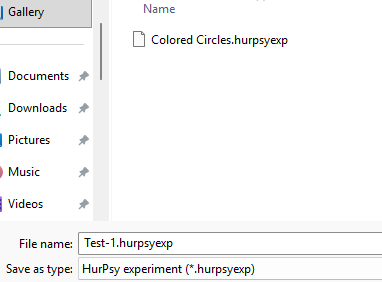 Gallery
Name
Colored Circles.hurpsyexp
Documents
Downloads
Pictures
Music
Videos
File name: Test-1.hurpsyexp
Save as type: HurPsy experiment (*.hurpsyexp)